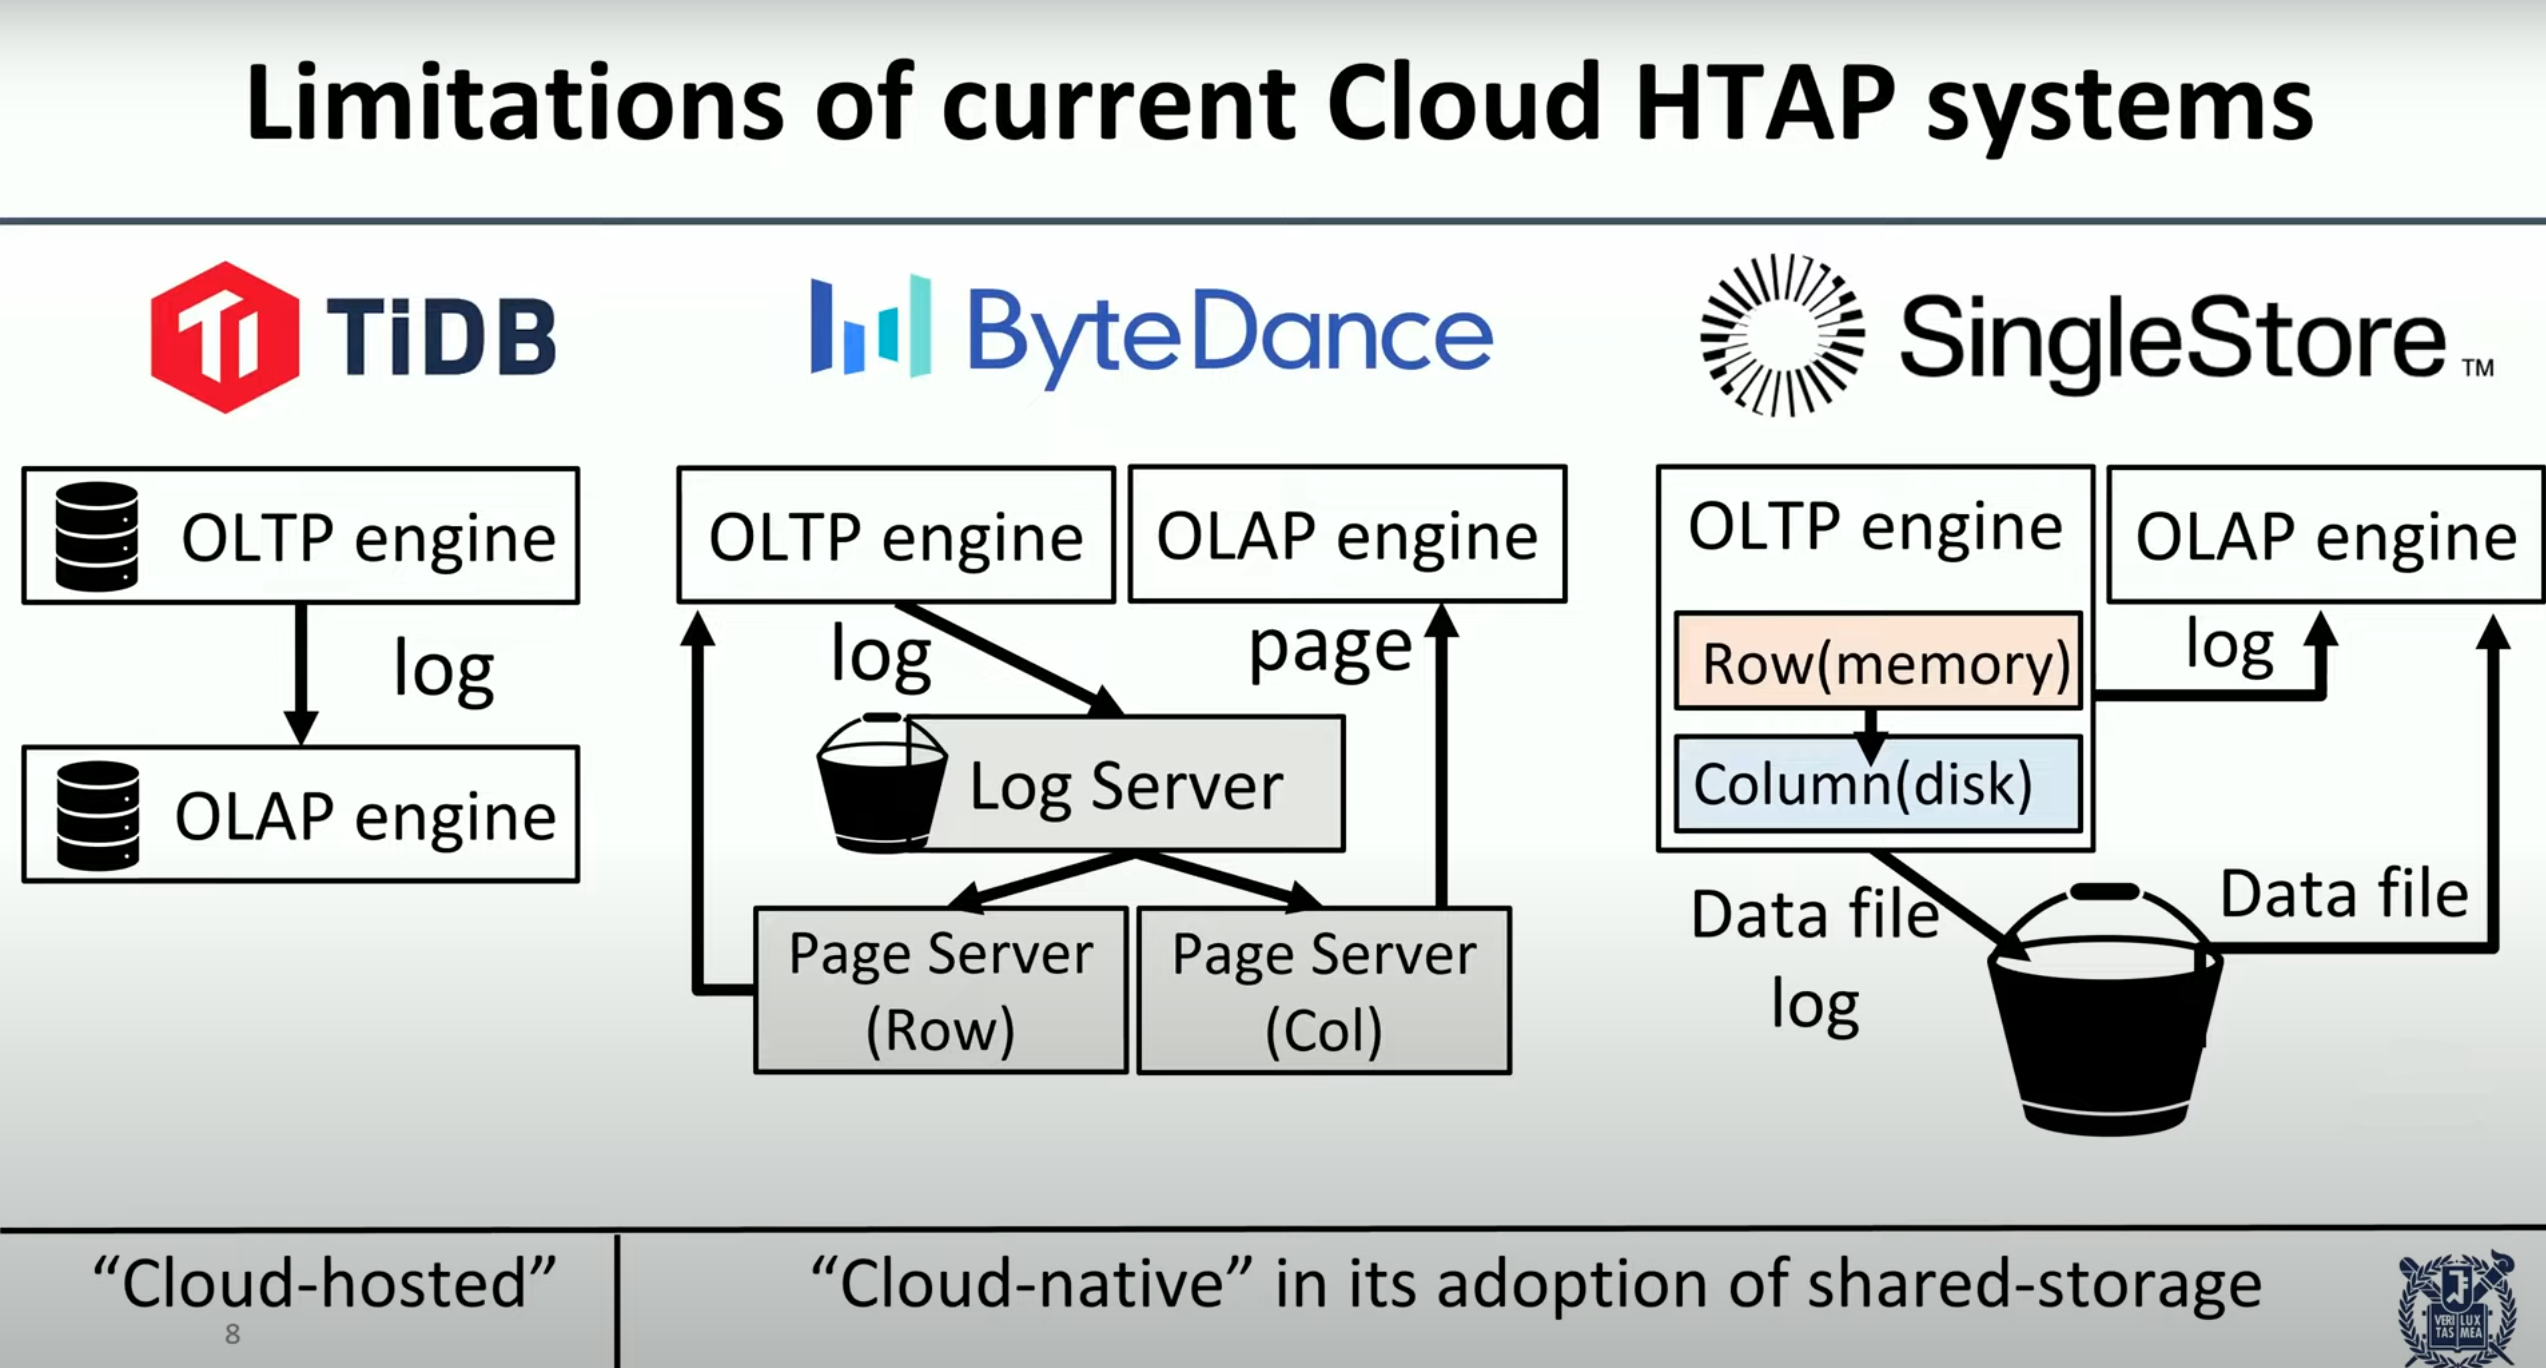 Limitations of current Cloud HTAP systems
TiDB
ByteDance
SingleStore TM
OLTP engine
log
OLAP engine
OLTP engine
OLAP engine
log
page
Log Server
Page Server
(Row)
Page Server
(Col)
OLTP engine
OLAP engine
Row(memory)
log
Column(disk)
Data file
log
Data file
“Cloud-hosted”
“Cloud-native” in its adoption of shared-storage
8
VERI LUX
TAS MEA